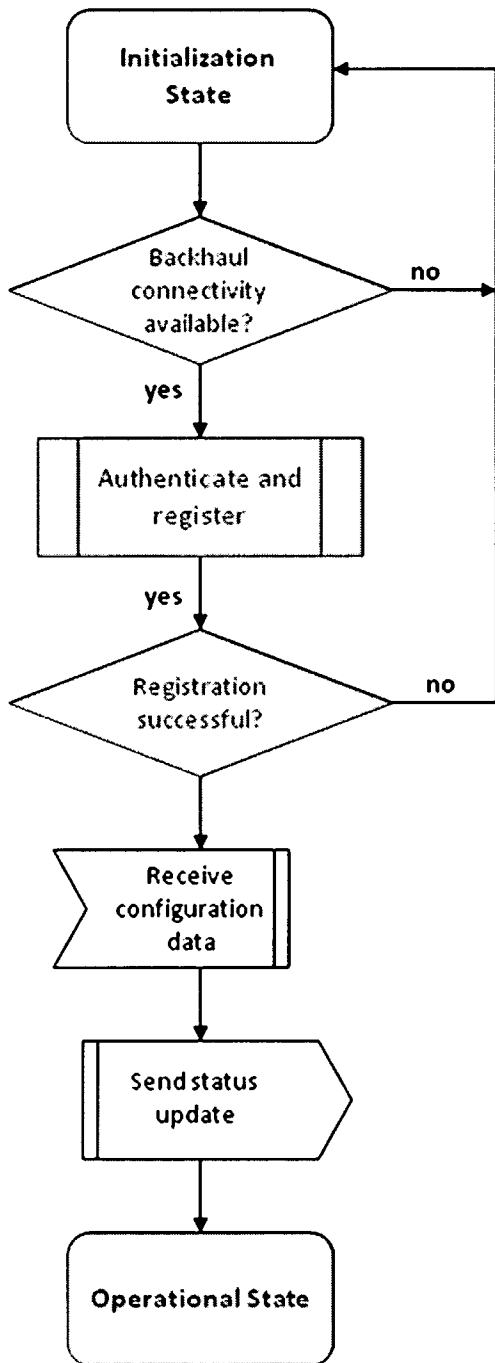 Initialization
State
Backhaul
connectivity
available?
no
yes
Authenticate and
register
yes
Registration
successful?
no
Receive
configuration
data
Send status
update
Operational State